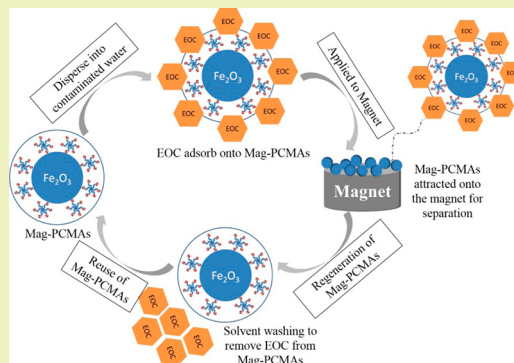 Disperse into
contaminated water
EOC
EOC
EOC
EOC
EOC
EOC
EOC
EOC
Fe2O3
EOC adsorb onto Mag-PCMAs
Applied to Magnet
EOC
EOC
EOC
EOC
EOC
EOC
EOC
EOC
Fe2O3
Magnet
Mag-PCMAs
attracted onto
the magnet for
separation
Fe2O3
Mag-PCMAs
Regeneration of
Mag-PCMAs
Fe2O3
Solvent washing to
remove EOC from
Mag-PCMAs
Reuse of
Mag-PCMAs
EOC
EOC
EOC
EOC
EOC
EOC